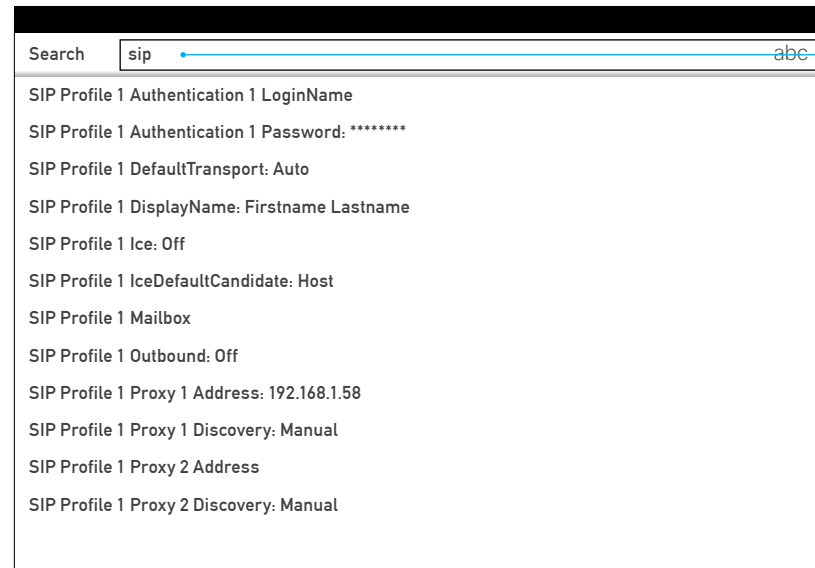 Search sip abc
SIP Profile 1 Authentication 1 LoginName
SIP Profile 1 Authentication 1 Password: ********
SIP Profile 1 DefaultTransport: Auto
SIP Profile 1 DisplayName: Firstname Lastname
SIP Profile 1 Ice: Off
SIP Profile 1 IceDefaultCandidate: Host
SIP Profile 1 Mailbox
SIP Profile 1 Outbound: Off
SIP Profile 1 Proxy 1 Address: 192.168.1.58
SIP Profile 1 Proxy 1 Discovery: Manual
SIP Profile 1 Proxy 2 Address
SIP Profile 1 Proxy 2 Discovery: Manual